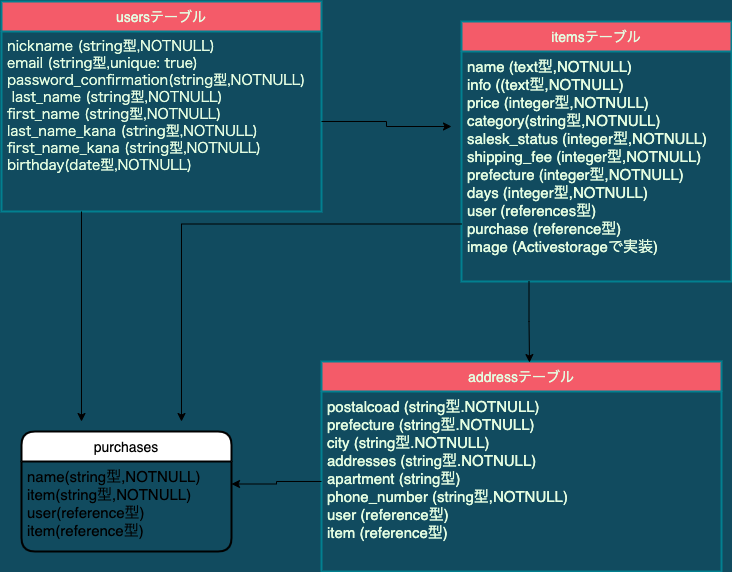 usersテーブル
nickname (string型,NOTNULL)
email (string型,unique: true)
password_confirmation(string型,NOTNULL)
last_name (string型,NOTNULL)
first_name (string型,NOTNULL)
last_name_kana (string型,NOTNULL)
first_name_kana (string型,NOTNULL)
birthday(date型,NOTNULL)
itemsテーブル
name (text型,NOTNULL)
info ((text型,NOTNULL)
price (integer型,NOTNULL)
category(string型,NOTNULL)
salesk_status (integer型,NOTNULL)
shipping_fee (integer型,NOTNULL)
prefecture (integer型,NOTNULL)
days (integer型,NOTNULL)
user (references型)
purchase (reference型)
image (Activestorageで実装)
addressテーブル
postalcoad (string型.NOTNULL)
prefecture (string型.NOTNULL)
city (string型.NOTNULL)
addresses (string型.NOTNULL)
apartment (string型)
phone_number (string型,NOTNULL)
user (reference型)
item (reference型)
purchases
name(string型,NOTNULL)
item(string型,NOTNULL)
user(reference型)
item(reference型)